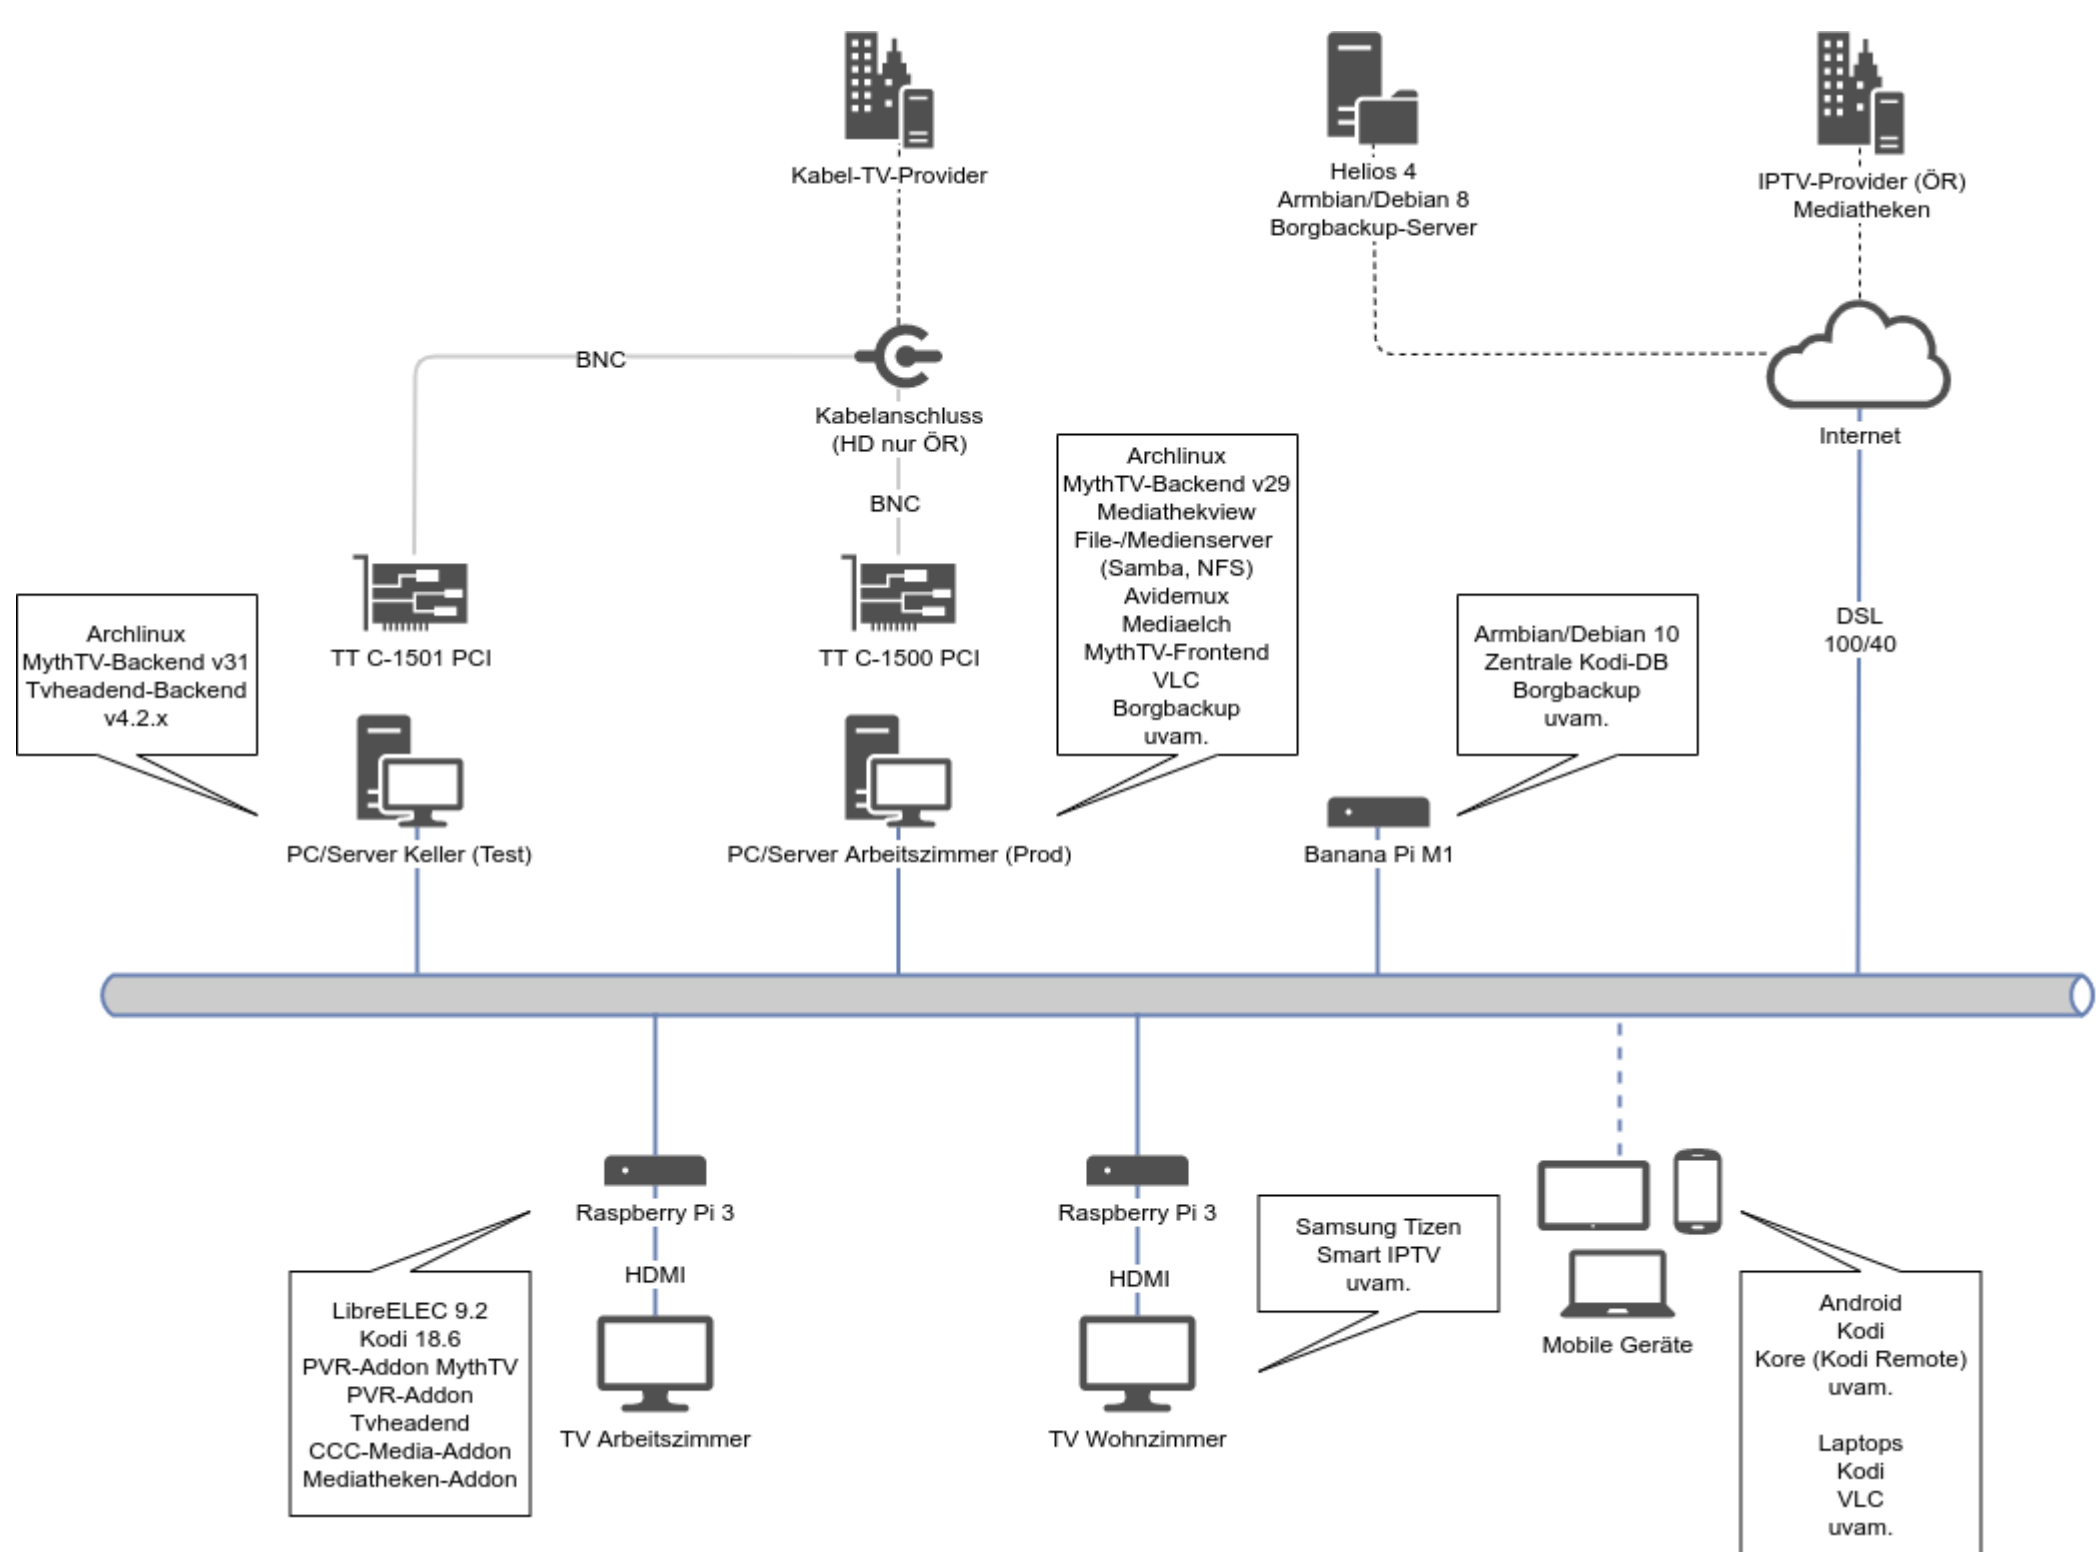 Kabel-TV-Provider
Helios 4
Armbian/Debian 8
Borgbackup-Server
IPTV-Provider (ÖR)
Mediatheken
BNC
Kabelanschluss
(HD nur ÖR)
BNC
Internet
DSL
100/40
Archlinux
MythTV-Backend v31
Tvheadend-Backend
v4.2.x
TT C-1501 PCI
TT C-1500 PCI
Archlinux
MythTV-Backend v29
Mediathekview
File-/Medienserver
(Samba, NFS)
Avidemux
Mediaelch
MythTV-Frontend
VLC
Borgbackup
uvam.
Armbian/Debian 10
Zentrale Kodi-DB
Borgbackup
uvam.
PC/Server Keller (Test)
PC/Server Arbeitszimmer (Prod)
Banana Pi M1
Raspberry Pi 3
HDMI
TV Arbeitszimmer
LibreELEC 9.2
Kodi 18.6
PVR-Addon MythTV
PVR-Addon
Tvheadend
CCC-Media-Addon
Mediatheken-Addon
Raspberry Pi 3
HDMI
TV Wohnzimmer
Samsung Tizen
Smart IPTV
uvam.
Mobile Geräte
Android
Kodi
Kore (Kodi Remote)
uvam.
Laptops
Kodi
VLC
uvam.